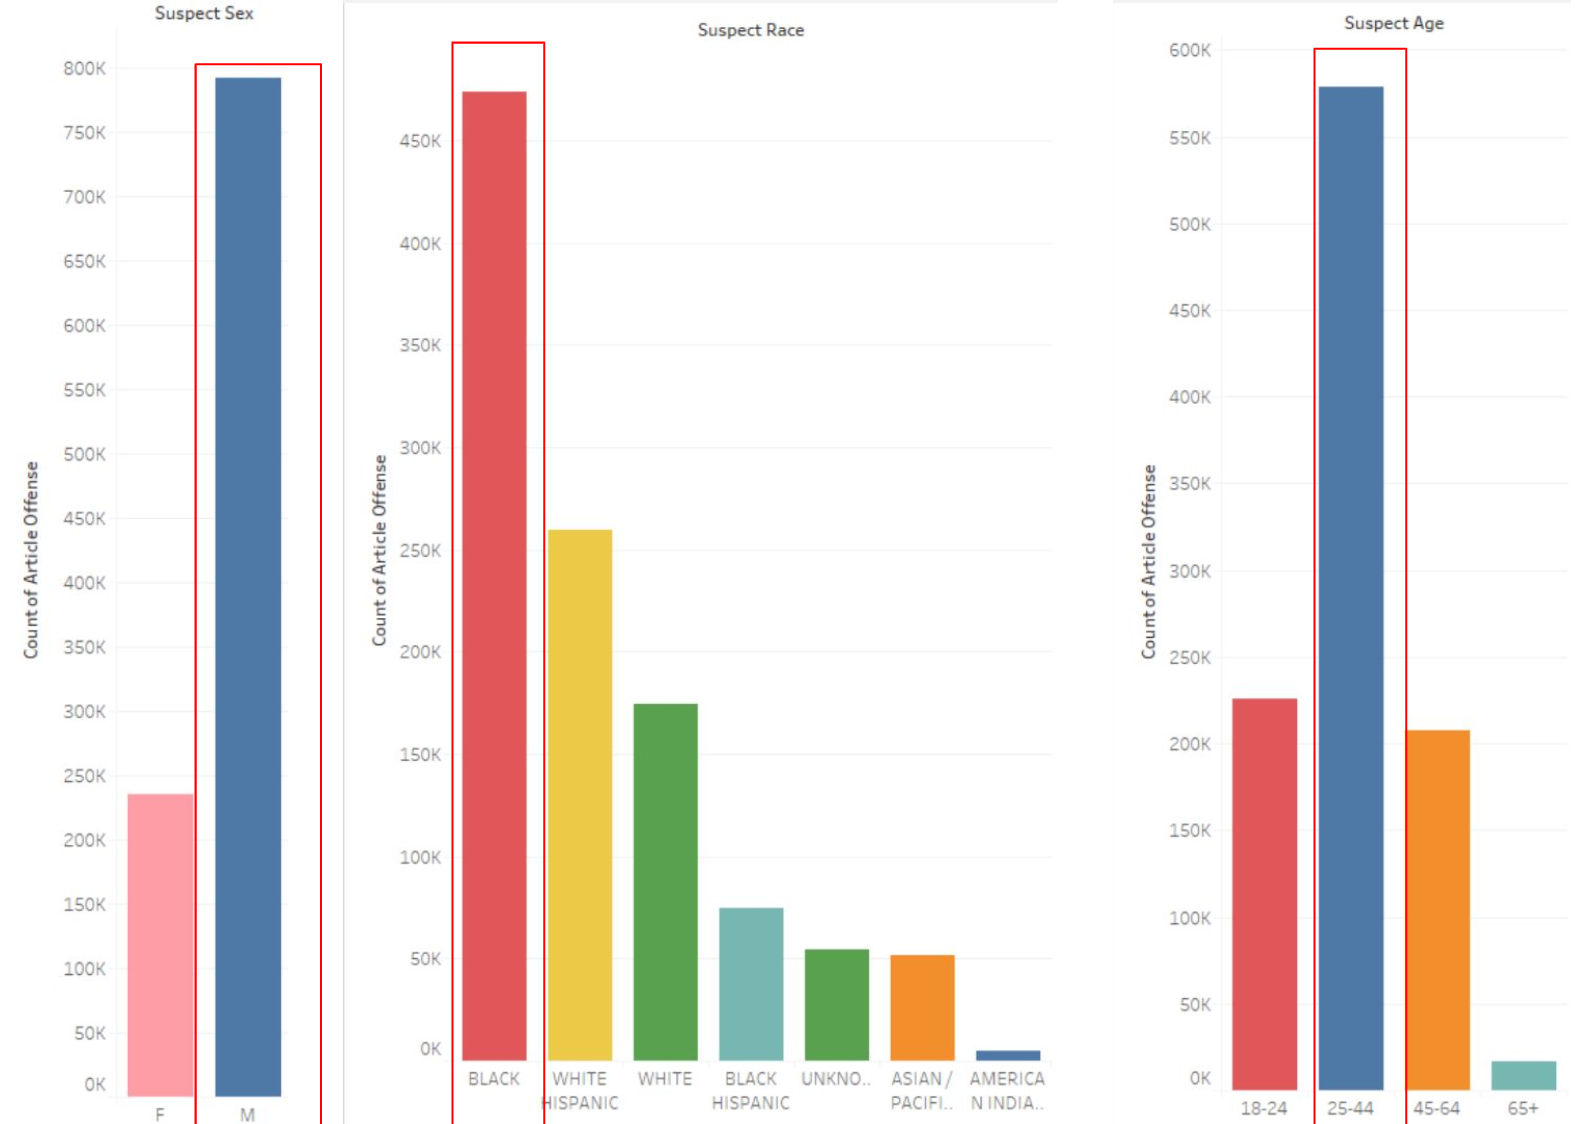 Suspect Sex
800K
750K
700K
650K
600K
550K
500K
450K
400K
350K
300K
250K
200K
150K
100K
50K
0K
Count of Article Offense
F M
Suspect Race
450K
400K
350K
300K
250K
200K
150K
100K
50K
0K
Count of Article Offense
BLACK WHITE WHITE BLACK UNKNO.. ASIAN / AMERICA
HISPANIC HISPANIC PACIFI.. N INDIA..
Suspect Age
600K
550K
500K
450K
400K
350K
300K
250K
200K
150K
100K
50K
0K
Count of Article Offense
18-24 25-44 45-64 65+